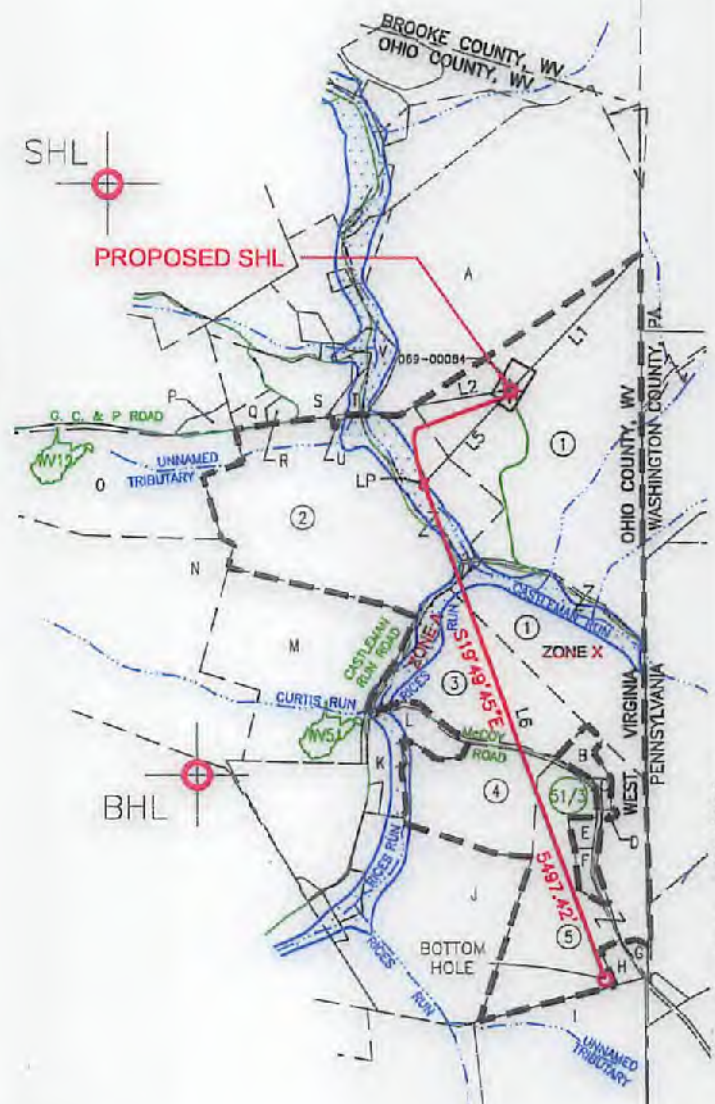 BROOKE COUNTY, WV
OHIO COUNTY, WV
SHL
PROPOSED SHL
A
V
069-00084
L1
L2
L5
P
Q
S
T
R
U
G. C. & P ROAD
WV19
O
UNNAMED
TRIBUTARY
LP
1
2
OHIO COUNTY, WV
WASHINGTON COUNTY, PA
N
M
CASTLEMAN RUN
CASTLEMAN
RUN ROAD
ZONE A
RICES RUN
1
ZONE X
S19°49'45"E
3
L6
CURTIS RUN
WV5
L
McCOY
ROAD
K
B
BHL
4
51/3
WEST VIRGINIA
PENNSYLVANIA
D
E
F
RICES RUN
J
5497.42'
5
G
H
BOTTOM
HOLE
RICES
RUN
UNNAMED
TRIBUTARY